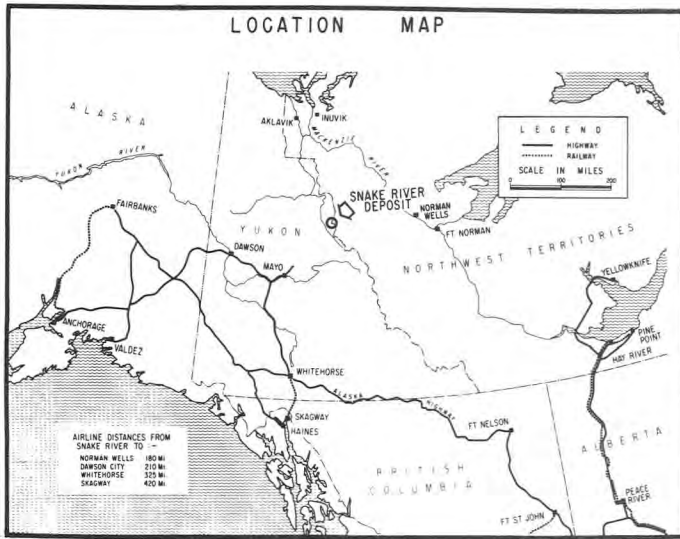 LOCATION MAP
ALASKA
AKLAVIK
INUVIK
MACKENZIE RIVER
LEGEND
HIGHWAY
RAILWAY
SCALE IN MILES
0 100 200
YUKON RIVER
FAIRBANKS
SNAKE RIVER
DEPOSIT
NORMAN
WELLS
FT NORMAN
YUKON
DAWSON
MAYO
NORTHWEST TERRITORIES
YELLOWKNIFE
ANCHORAGE
VALDEZ
PINE
POINT
HAY RIVER
WHITEHORSE
ALASKA HIGHWAY
SKAGWAY
HAINES
FT NELSON
ALBERTA
AIRLINE DISTANCES FROM
SNAKE RIVER TO –
NORMAN WELLS 180 Mi
DAWSON CITY 210 Mi
WHITEHORSE 325 Mi
SKAGWAY 420 Mi
BRITISH
COLUMBIA
PEACE
RIVER
FT ST JOHN